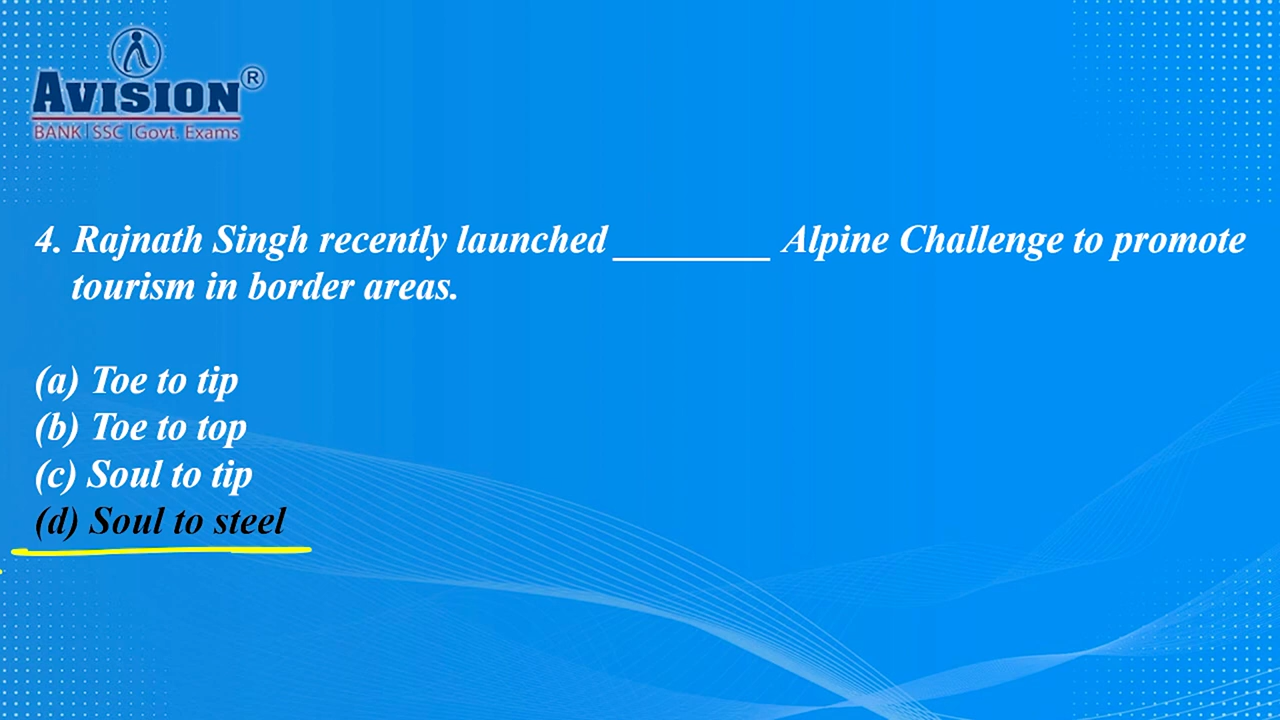 AVISION®
BANK | SSC | Govt. Exams
4. Rajnath Singh recently launched ________ Alpine Challenge to promote
tourism in border areas.
(a) Toe to tip
(b) Toe to top
(c) Soul to tip
(d) Soul to steel